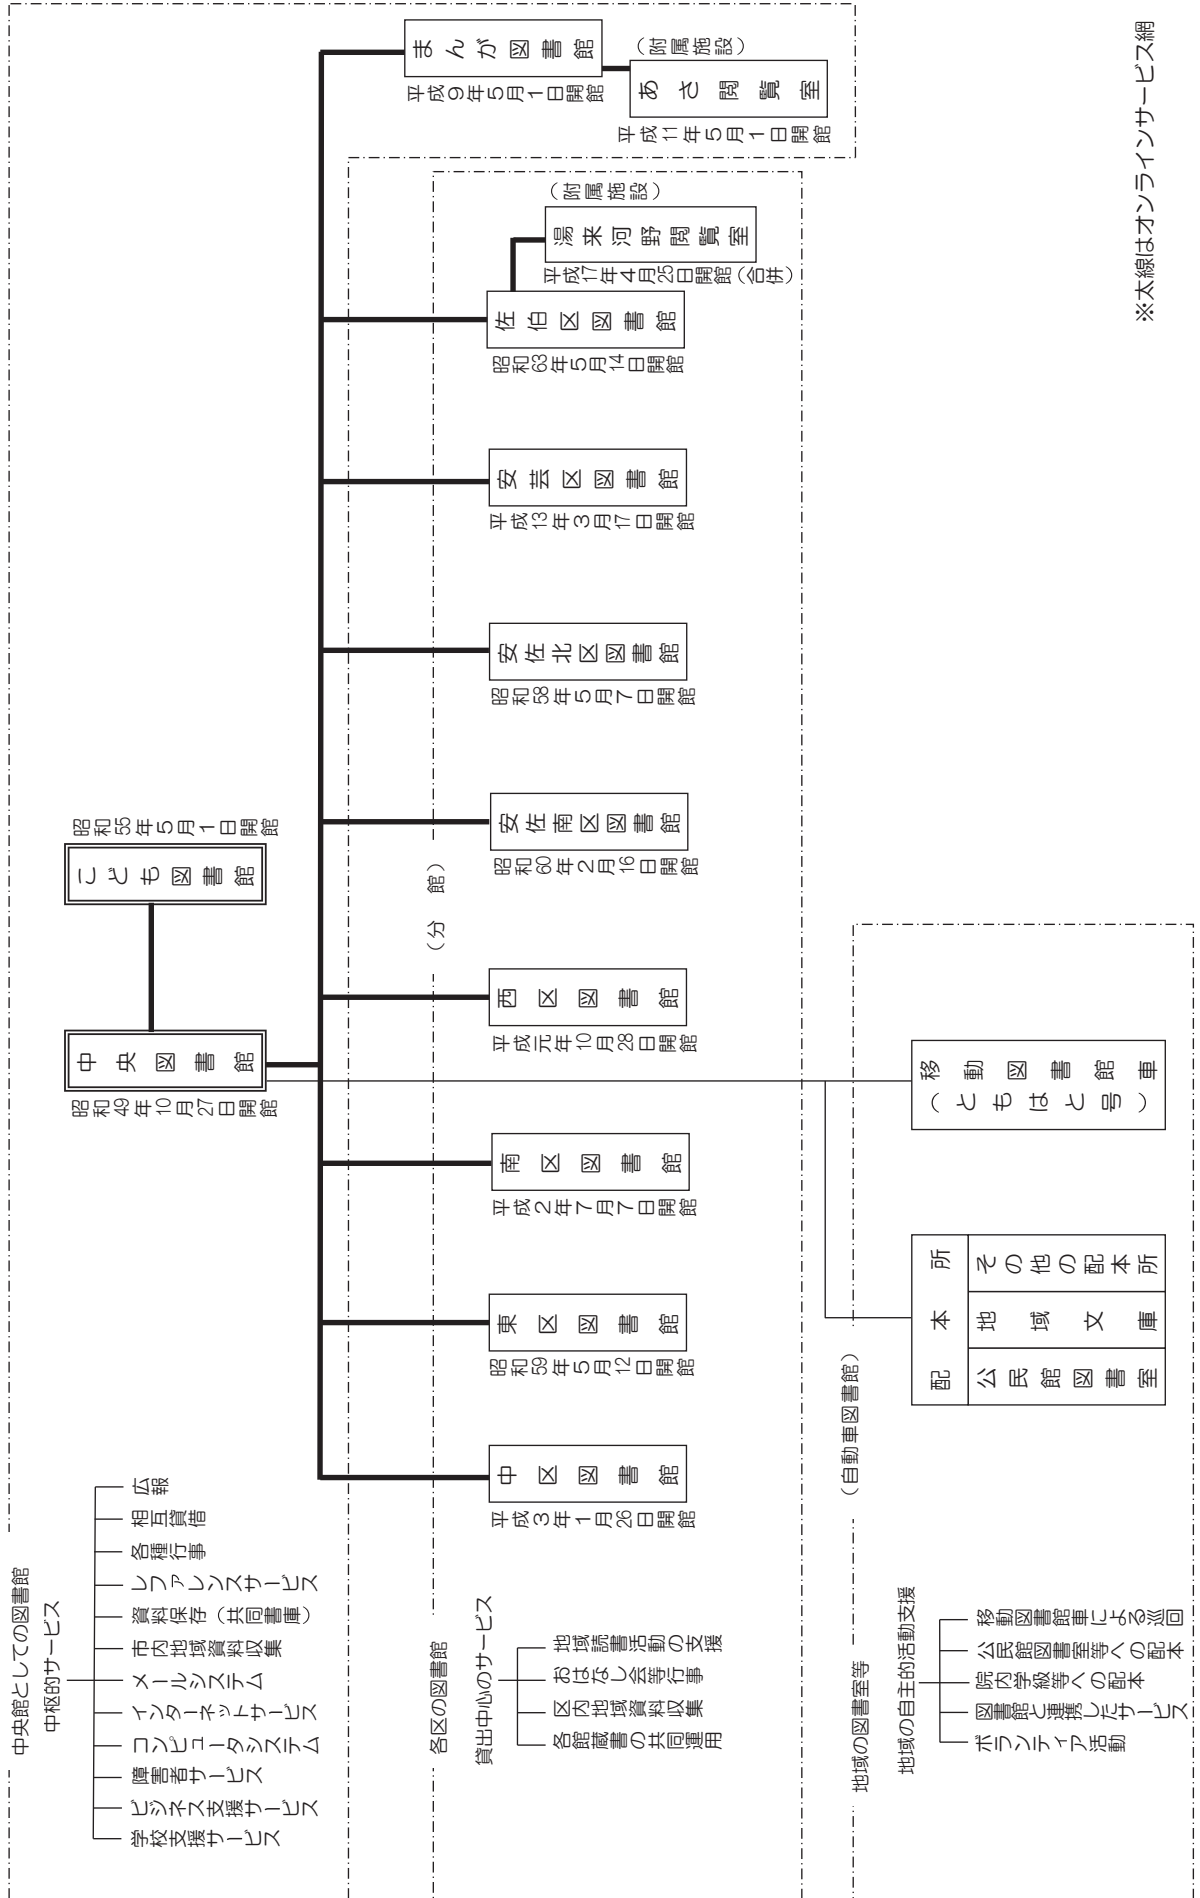 中央館としての図書館
中枢的サービス
学校支援サービス
ビジネス支援サービス
障害者サービス
コンピュータシステム
インターネットサービス
メールシステム
市内地域資料収集
資料保存(共同書庫)
レファレンスサービス
各種行事
相互貸借
広報
中央図書館
昭和49年10月27日開館
こども図書館
昭和55年5月1日開館
まんが図書館
平成9年5月1日開館
(附属施設)
あさ閲覧室
平成11年5月1日開館
各区の図書館
(分館)
貸出中心のサービス
各館蔵書の共同運用
区内地域資料収集
おはなし会等行事
地域読書活動の支援
中区図書館
平成3年1月26日開館
東区図書館
昭和59年5月12日開館
南区図書館
平成2年7月7日開館
西区図書館
平成元年10月28日開館
安佐南区図書館
昭和60年2月16日開館
安佐北区図書館
昭和58年5月7日開館
安芸区図書館
平成13年3月17日開館
佐伯区図書館
昭和63年5月14日開館
(附属施設)
湯来河野閲覧室
平成17年4月25日開館(合併)
地域の図書室等
(自動車図書館)
地域の自主的活動支援
ボランティア活動
図書館と連携したサービス
院内学級等への配本
公民館図書室等への配本
移動図書館車による巡回
配本所
公民館図書室
地域文庫
その他の配本所
移動図書館車
(ともはと号)
※太線はオンラインサービス網